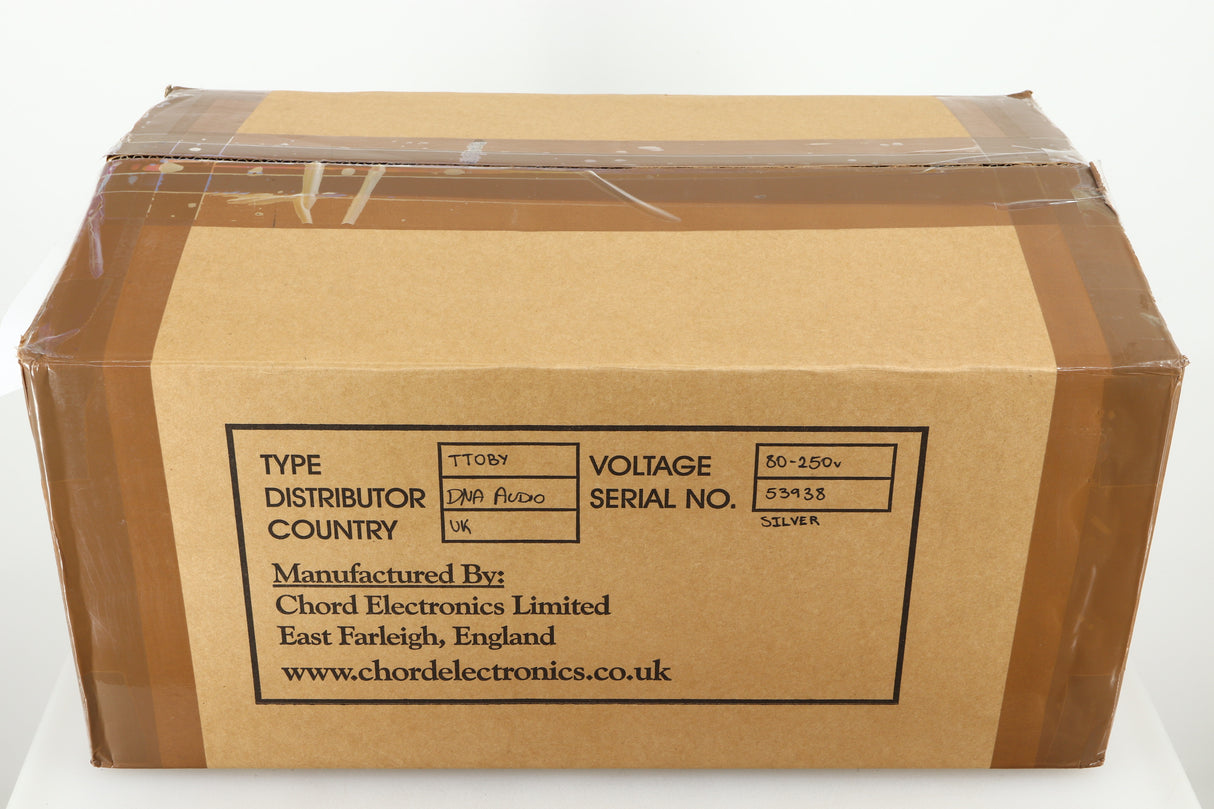 TYPE TTOBY VOLTAGE 80-250v
DISTRIBUTOR DNA AUDIO SERIAL NO. 53938
COUNTRY UK SILVER
Manufactured By:
Chord Electronics Limited
East Farleigh, England
www.chordelectronics.co.uk